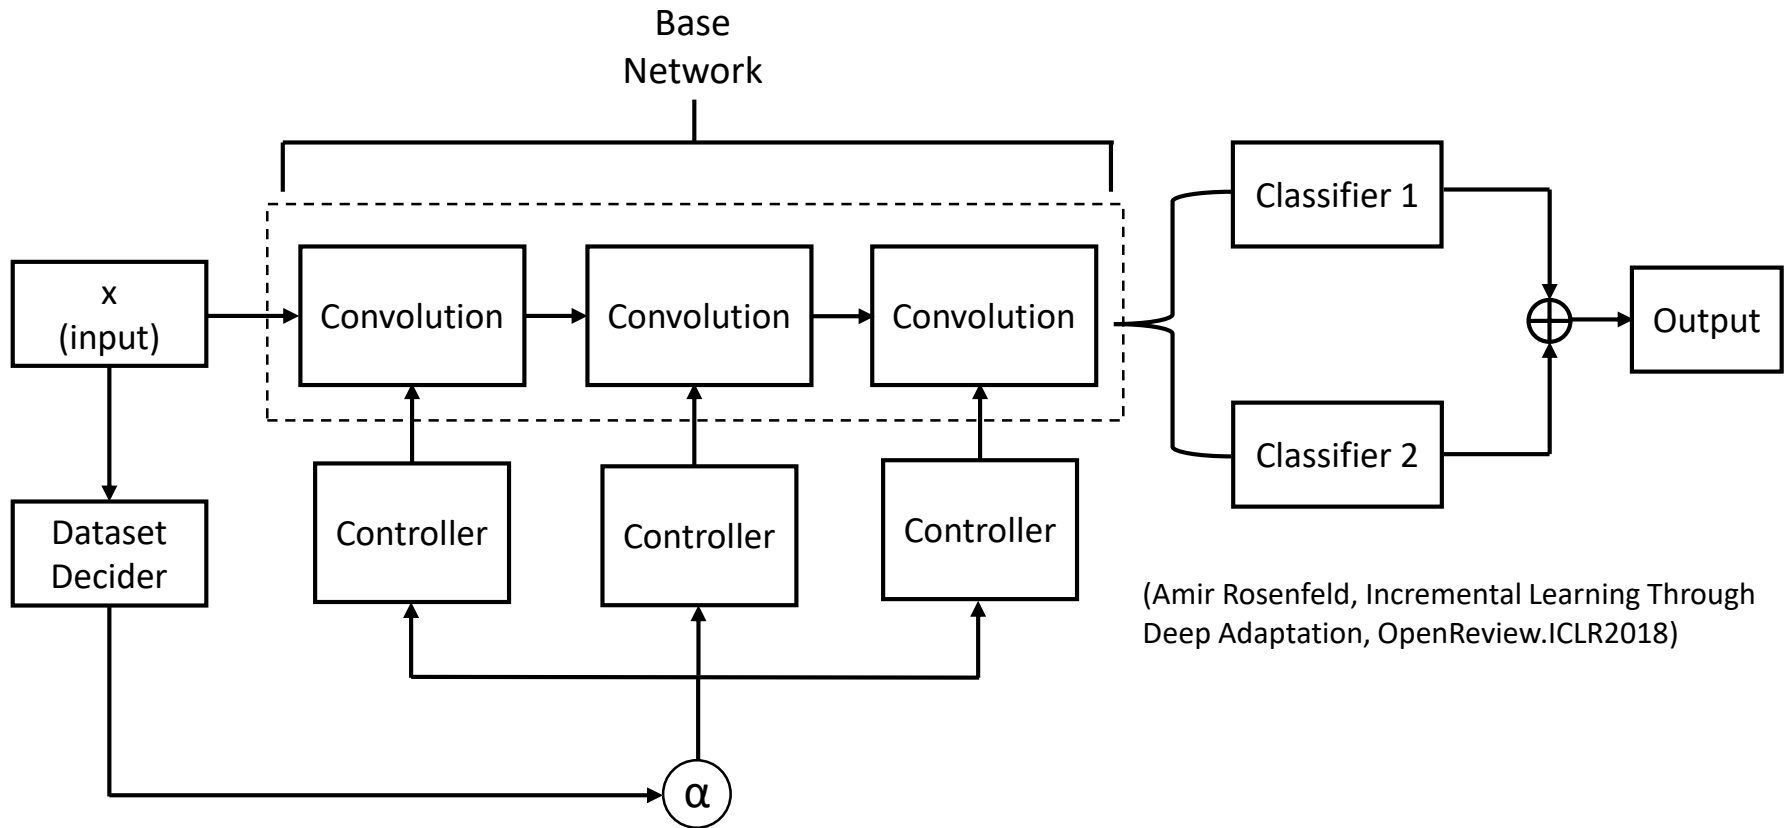 Base
Network
x
(input)
Convolution
Convolution
Convolution
Classifier 1
Classifier 2
Output
Dataset
Decider
Controller
Controller
Controller
α
(Amir Rosenfeld, Incremental Learning Through
Deep Adaptation, OpenReview.ICLR2018)